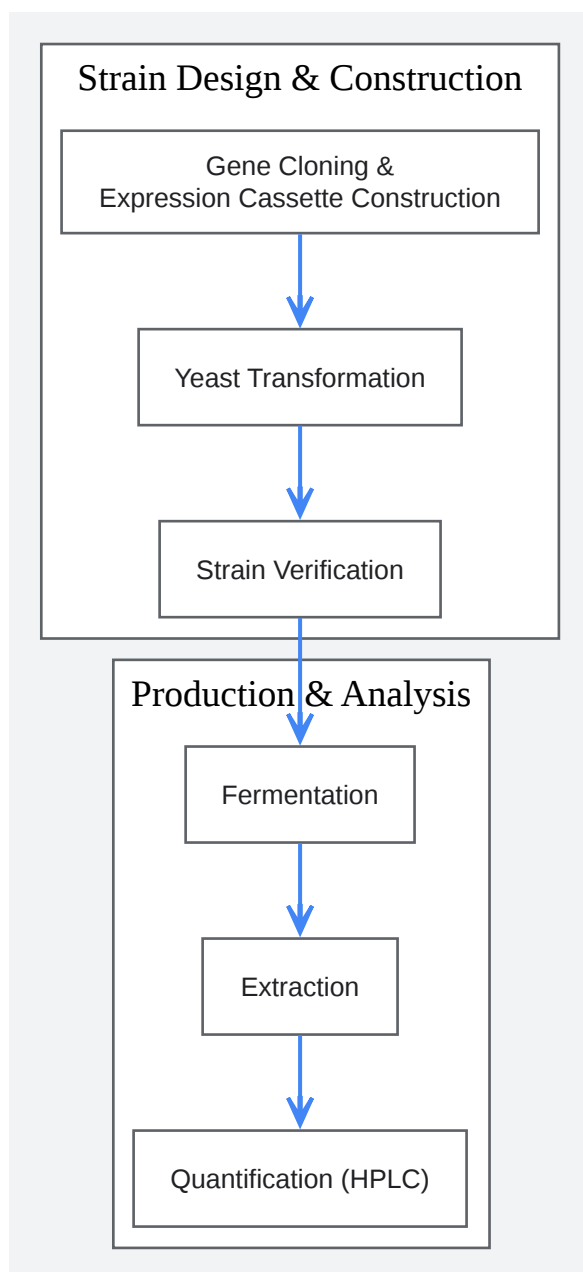 Strain Design & Construction
Gene Cloning &
Expression Cassette Construction
Yeast Transformation
Strain Verification
Production & Analysis
Fermentation
Extraction
Quantification (HPLC)